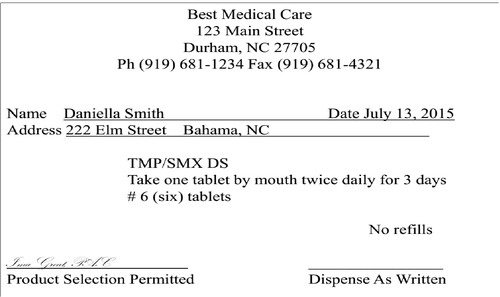 Best Medical Care
123 Main Street
Durham, NC 27705
Ph (919) 681-1234 Fax (919) 681-4321
Name Daniella Smith Date July 13, 2015
Address 222 Elm Street Bahama, NC
TMP/SMX DS
Take one tablet by mouth twice daily for 3 days
# 6 (six) tablets
No refills
Ima Great, P.A.C
Product Selection Permitted Dispense As Written